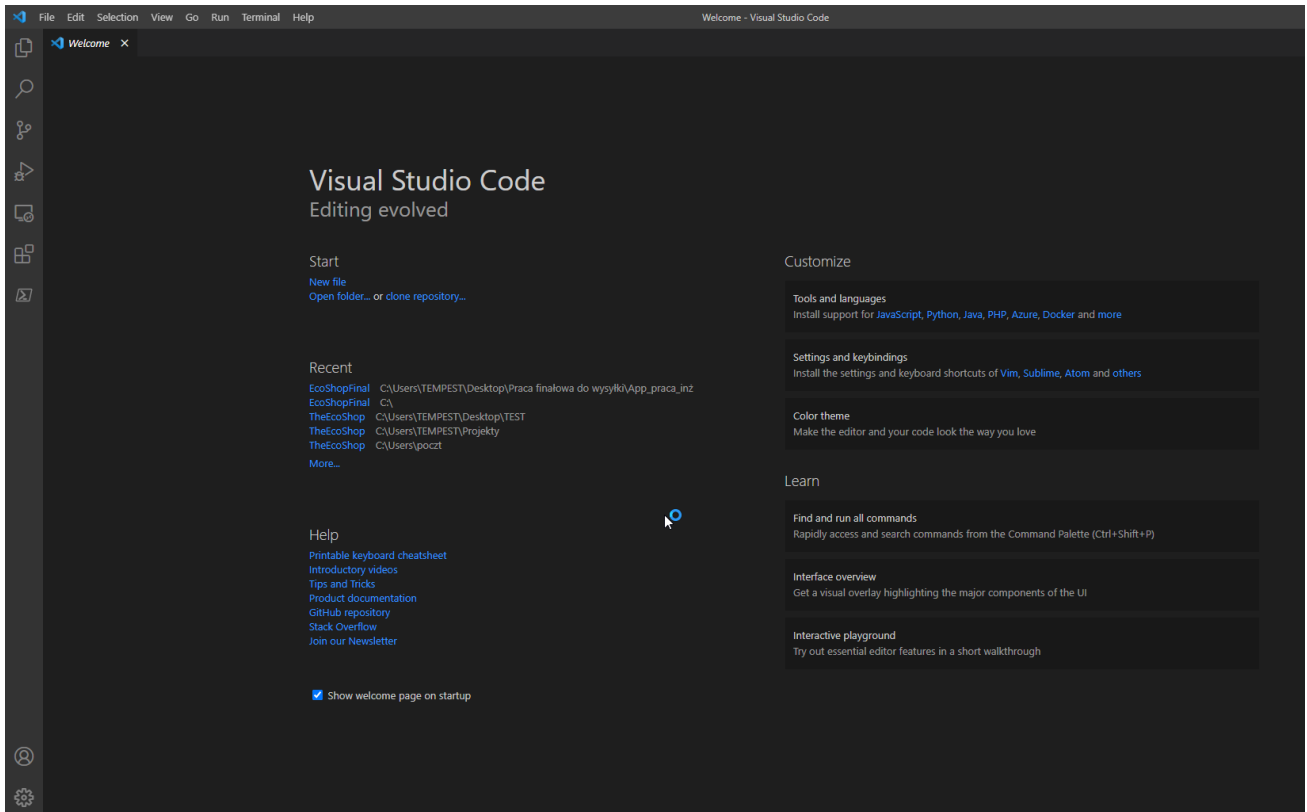 File Edit Selection View Go Run Terminal Help
Welcome - Visual Studio Code
Welcome
Visual Studio Code
Editing evolved
Start
New file
Open folder... or clone repository...
Recent
EcoShopFinal C:\Users\TEMPEST\Desktop\Praca finałowa do wysyłki\App_praca_inż
EcoShopFinal C:\
TheEcoShop C:\Users\TEMPEST\Desktop\TEST
TheEcoShop C:\Users\TEMPEST\Projekty
TheEcoShop C:\Users\poczt
More...
Help
Printable keyboard cheatsheet
Introductory videos
Tips and Tricks
Product documentation
GitHub repository
Stack Overflow
Join our Newsletter
Show welcome page on startup
Customize
Tools and languages
Install support for JavaScript, Python, Java, PHP, Azure, Docker and more
Settings and keybindings
Install the settings and keyboard shortcuts of Vim, Sublime, Atom and others
Color theme
Make the editor and your code look the way you love
Learn
Find and run all commands
Rapidly access and search commands from the Command Palette (Ctrl+Shift+P)
Interface overview
Get a visual overlay highlighting the major components of the UI
Interactive playground
Try out essential editor features in a short walkthrough